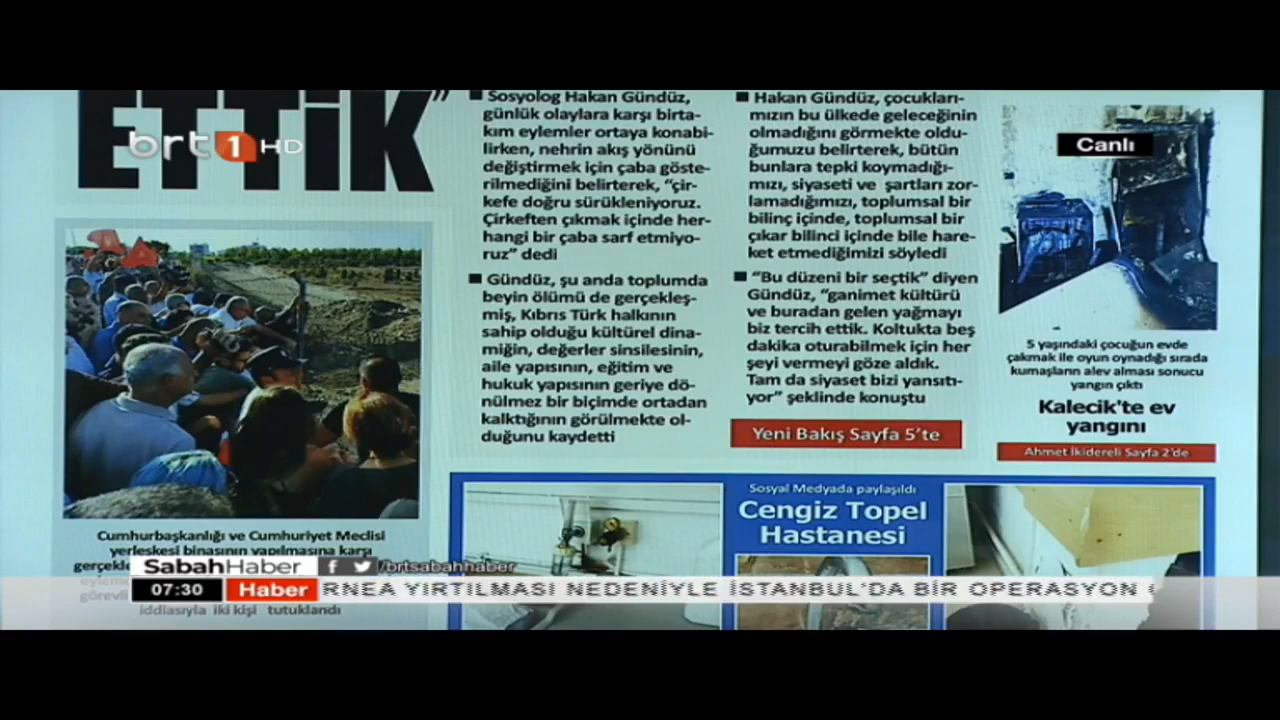 ETTİK”
brt 1 HD
Canlı
■ Sosyolog Hakan Gündüz,
günlük olaylara karşı birta-
kım eylemler ortaya konabi-
lirken, nehrin akış yönünü
değiştirmek için çaba göste-
rilmediğini belirterek, “çir-
kefe doğru sürükleniyoruz.
Çirkeften çıkmak içinde her-
hangi bir çaba sarf etmiyo-
ruz” dedi
■ Gündüz, şu anda toplumda
beyin ölümü de gerçekleş-
miş, Kıbrıs Türk halkının
sahip olduğu kültürel dina-
miğin, değerler sinsilesinin,
aile yapısının, eğitim ve
hukuk yapısının geriye dö-
nülmez bir biçimde ortadan
kalktığının görülmekte ol-
duğunu kaydetti
■ Hakan Gündüz, çocukları-
mızın bu ülkede geleceğinin
olmadığını görmekte oldu-
ğumuzu belirterek, bütün
bunlara tepki koymadığı-
mızı, siyaseti ve şartları zor-
lamadığımızı, toplumsal bir
bilinç içinde, toplumsal bir
çıkar bilinci içinde bile hare-
ket etmediğimizi söyledi
■ “Bu düzeni bir seçtik” diyen
Gündüz, “ganimet kültürü
ve buradan gelen yağmayı
biz tercih ettik. Koltukta beş
dakika oturabilmek için her
şeyi vermeyi göze aldık.
Tam da siyaset bizi yansıtı-
yor” şeklinde konuştu
Yeni Bakış Sayfa 5’te
5 yaşındaki çocuğun evde
çakmak ile oyun oynadığı sırada
kumaşların alev alması sonucu
yangın çıktı
Kalecik'te ev
yangını
Ahmet İkidereli Sayfa 2’de
Sosyal Medyada paylaşıldı
Cengiz Topel
Hastanesi
Cumhurbaşkanlığı ve Cumhuriyet Meclisi
yerleşkesi binasının yapılmasına karşı
iddiasıyla iki kişi tutuklandı
SabahHaber f /brtsabahhaber
07:30 Haber RNEA YIRTILMASI NEDENİYLE İSTANBUL’DA BİR OPERASYON